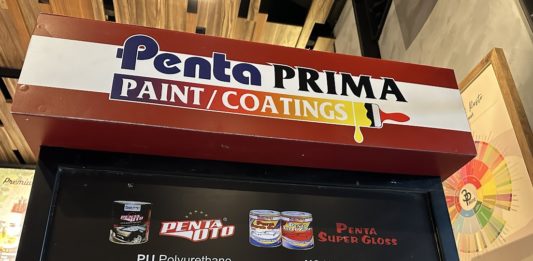 Penta PRIMA
PAINT/COATINGS
PENTA OTO®
PENTA
SUPER GLOSS
PU Polyurethane